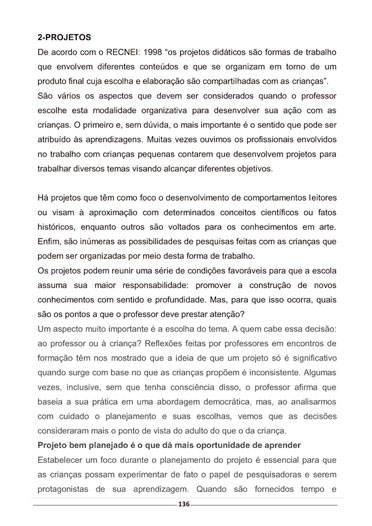 2-PROJETOS
De acordo com o RECNEI: 1998 “os projetos didáticos são formas de trabalho
que envolvem diferentes conteúdos e que se organizam em torno de um
produto final cuja escolha e elaboração são compartilhadas com as crianças”.
São vários os aspectos que devem ser considerados quando o professor
escolhe esta modalidade organizativa para desenvolver sua ação com as
crianças. O primeiro e, sem dúvida, o mais importante é o sentido que pode ser
atribuído às aprendizagens. Muitas vezes ouvimos os profissionais envolvidos
no trabalho com crianças pequenas contarem que desenvolvem projetos para
trabalhar diversos temas visando alcançar diferentes objetivos.
Há projetos que têm como foco o desenvolvimento de comportamentos leitores
ou visam à aproximação com determinados conceitos científicos ou fatos
históricos, enquanto outros são voltados para os conhecimentos em arte.
Enfim, são inúmeras as possibilidades de pesquisas feitas com as crianças que
podem ser organizadas por meio desta forma de trabalho.
Os projetos podem reunir uma série de condições favoráveis para que a escola
assuma sua maior responsabilidade: promover a construção de novos
conhecimentos com sentido e profundidade. Mas, para que isso ocorra, quais
são os pontos a que o professor deve prestar atenção?
Um aspecto muito importante é a escolha do tema. A quem cabe essa decisão:
ao professor ou à criança? Reflexões feitas por professores em encontros de
formação têm nos mostrado que a ideia de que um projeto só é significativo
quando surge com base no que as crianças propõem é inconsistente. Algumas
vezes, inclusive, sem que tenha consciência disso, o professor afirma que
baseia a sua prática em uma abordagem democrática, mas, ao analisarmos
com cuidado o planejamento e suas escolhas, vemos que as decisões
consideraram mais o ponto de vista do adulto do que o da criança.
Projeto bem planejado é o que dá mais oportunidade de aprender
Estabelecer um foco durante o planejamento do projeto é essencial para que
as crianças possam experimentar de fato o papel de pesquisadoras e serem
protagonistas de sua aprendizagem. Quando são fornecidos tempo e
136